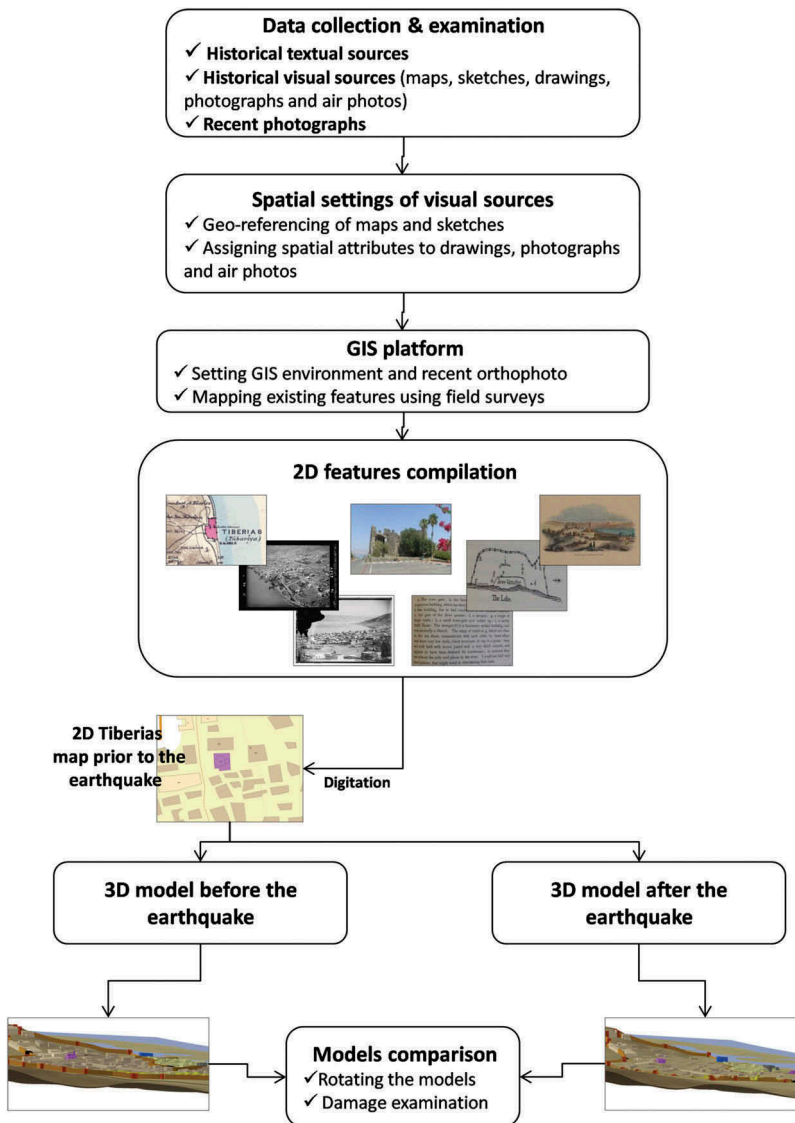 Data collection & examination
✓ Historical textual sources
✓ Historical visual sources (maps, sketches, drawings,
photographs and air photos)
✓ Recent photographs
Spatial settings of visual sources
✓ Geo-referencing of maps and sketches
✓ Assigning spatial attributes to drawings, photographs
and air photos
GIS platform
✓ Setting GIS environment and recent orthophoto
✓ Mapping existing features using field surveys
2D features compilation
TIBERIAS
(Tŭbariya)
The Lake.
2D Tiberias
map prior to the
earthquake
Digitation
3D model before the
earthquake
3D model after the
earthquake
Models comparison
✓Rotating the models
✓ Damage examination